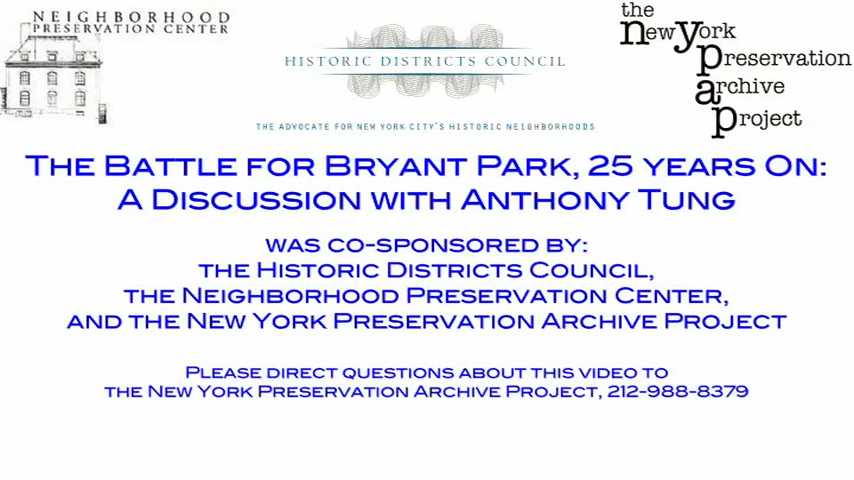 NEIGHBORHOOD
PRESERVATION CENTER
HISTORIC DISTRICTS COUNCIL
THE ADVOCATE FOR NEW YORK CITY'S HISTORIC NEIGHBORHOODS
the
new york
preservation
archive
project
THE BATTLE FOR BRYANT PARK, 25 YEARS ON:
A DISCUSSION WITH ANTHONY TUNG
WAS CO-SPONSORED BY:
THE HISTORIC DISTRICTS COUNCIL,
THE NEIGHBORHOOD PRESERVATION CENTER,
AND THE NEW YORK PRESERVATION ARCHIVE PROJECT
PLEASE DIRECT QUESTIONS ABOUT THIS VIDEO TO
THE NEW YORK PRESERVATION ARCHIVE PROJECT, 212-988-8379